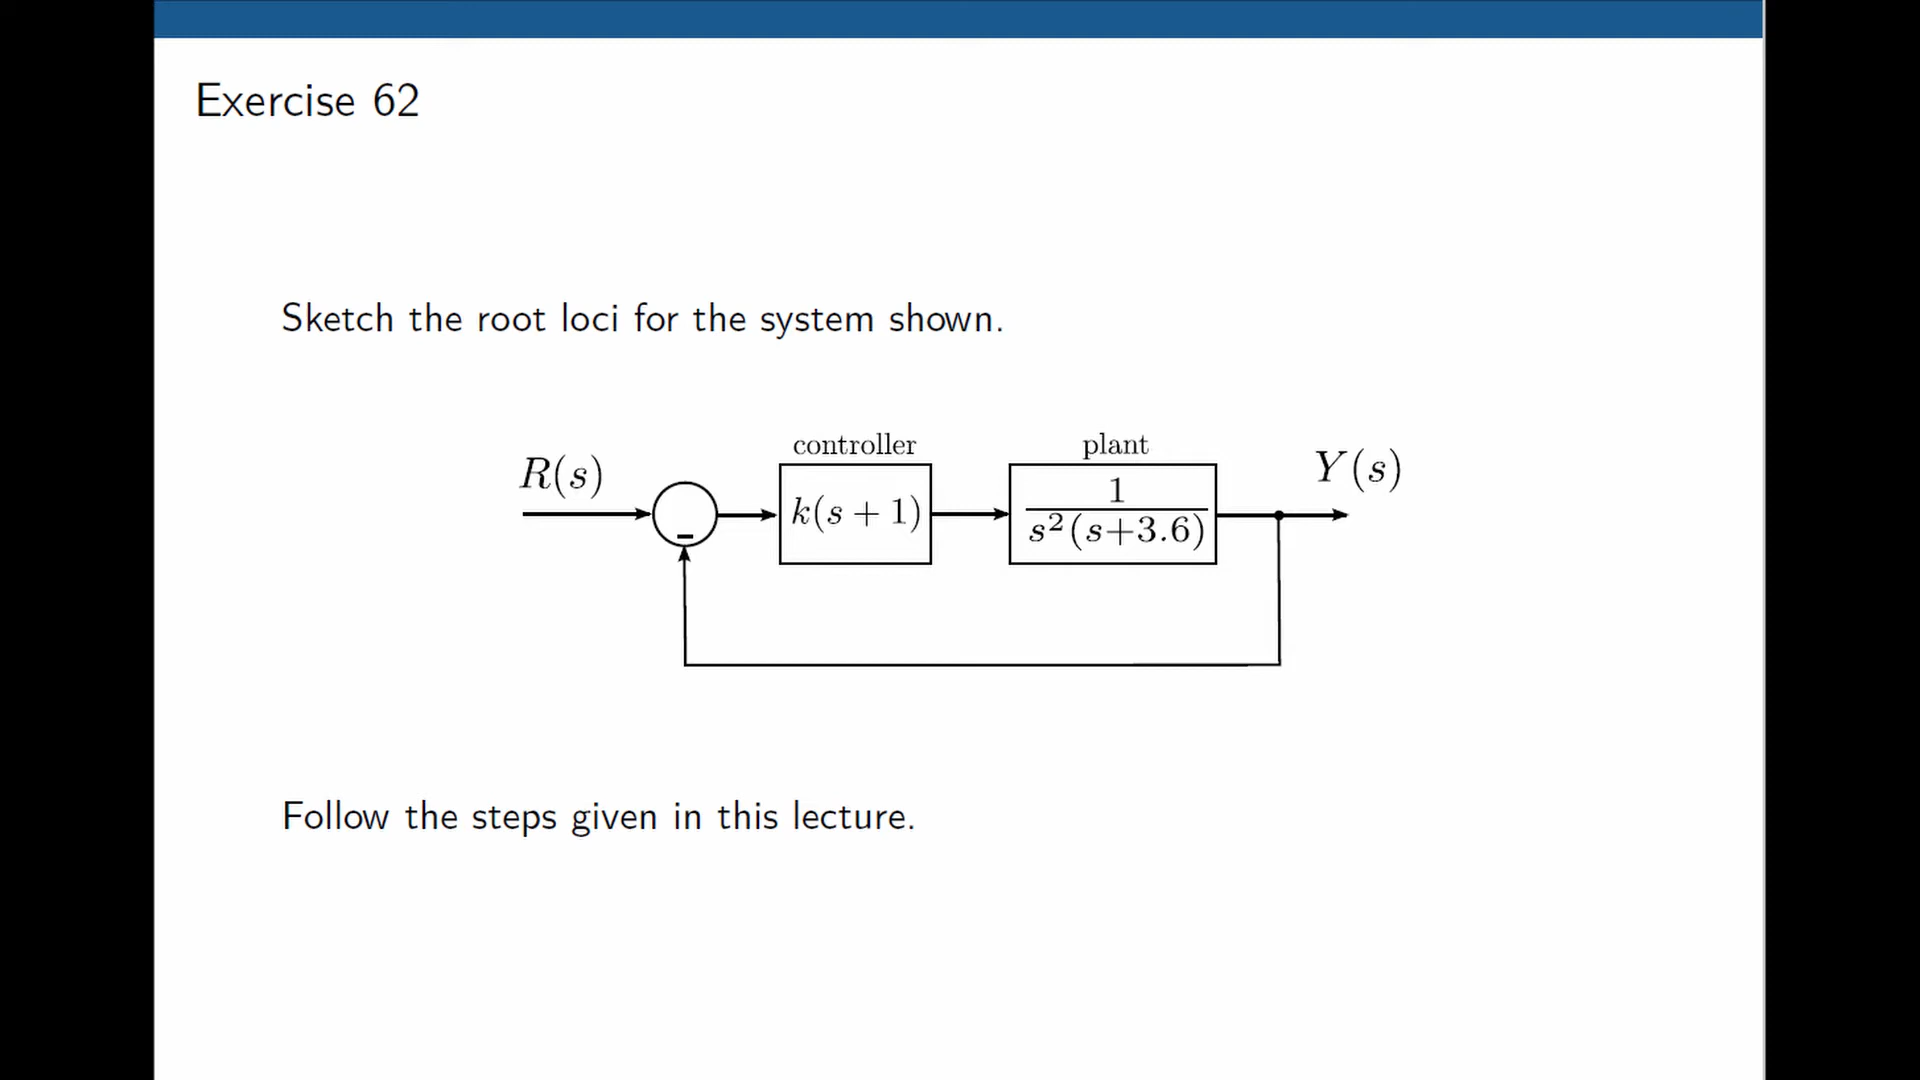 Exercise 62
Sketch the root loci for the system shown.
controller
plant
R(s)
Y(s)
k(s + 1)
1
s²(s+3.6)
-
Follow the steps given in this lecture.